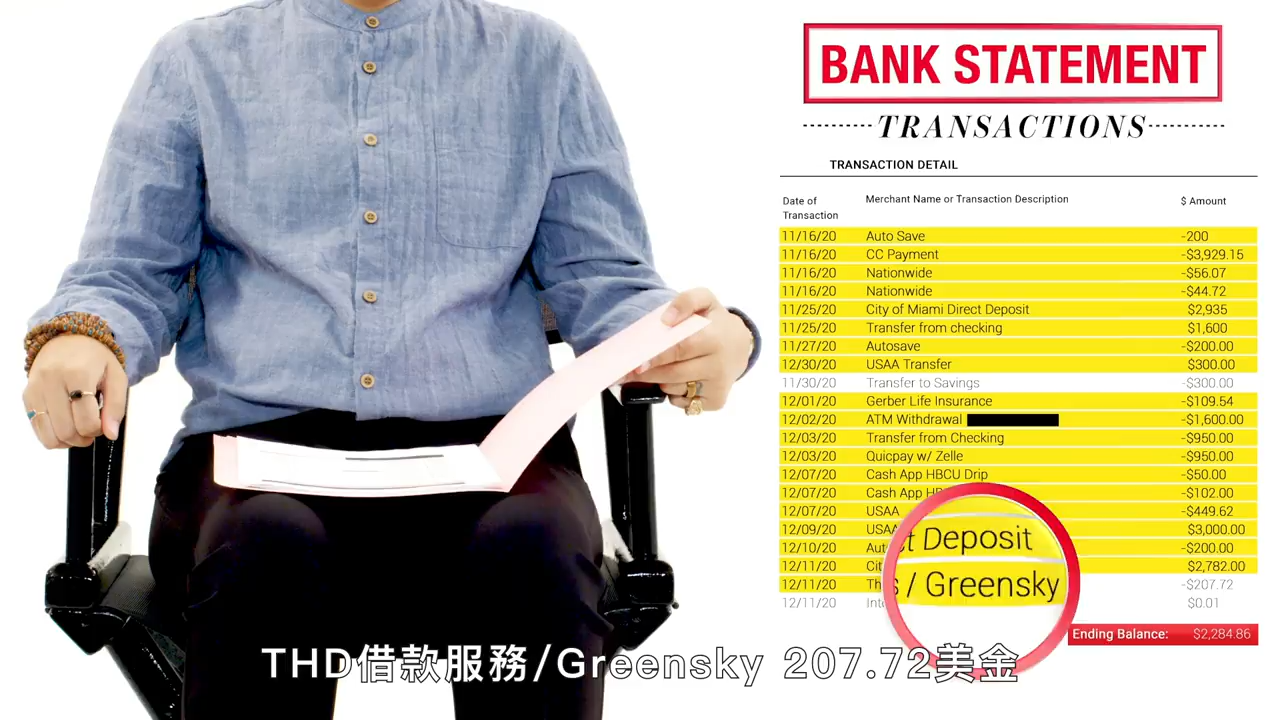 BANK STATEMENT
TRANSACTIONS
TRANSACTION DETAIL
Date of Transaction Merchant Name or Transaction Description $ Amount
11/16/20 Auto Save -200
11/16/20 CC Payment -$3,929.15
11/16/20 Nationwide -$56.07
11/16/20 Nationwide -$44.72
11/25/20 City of Miami Direct Deposit $2,935
11/25/20 Transfer from checking $1,600
11/27/20 Autosave -$200.00
12/30/20 USAA Transfer $300.00
11/30/20 Transfer to Savings -$300.00
12/01/20 Gerber Life Insurance -$109.54
12/02/20 ATM Withdrawal -$1,600.00
12/03/20 Transfer from Checking -$950.00
12/03/20 Quicpay w/ Zelle -$950.00
12/07/20 Cash App HBCU Drip -$50.00
12/07/20 Cash App -$102.00
12/07/20 USAA -$449.62
12/09/20 USAA $3,000.00
12/10/20 -$200.00
12/11/20 $2,782.00
12/11/20 -$207.72
12/11/20 $0.01
Deposit
/ Greensky
Ending Balance: $2,284.86
THD借款服務/Greensky 207.72美金